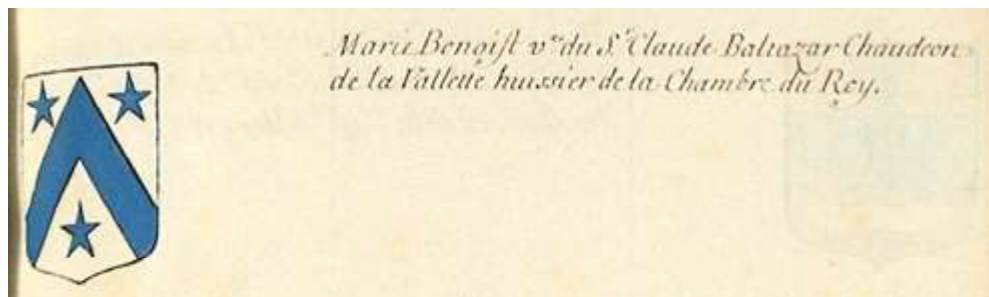 Marie Benoist v.ᵉ du S.ʳ Claude Baltazar Chaudeon
de la Vallette huissier de la Chambre du Roy.